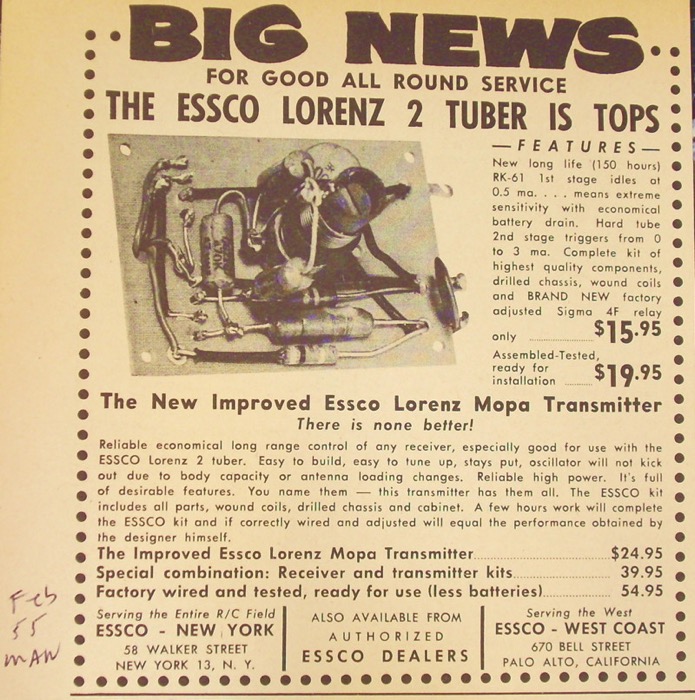 BIG NEWS
FOR GOOD ALL ROUND SERVICE
THE ESSCO LORENZ 2 TUBER IS TOPS
—FEATURES—
New long life (150 hours)
RK-61 1st stage idles at
0.5 ma. . . . means extreme
sensitivity with economical
battery drain. Hard tube
2nd stage triggers from 0
to 3 ma. Complete kit of
highest quality components,
drilled chassis, wound coils
and BRAND NEW factory
adjusted Sigma 4F relay
only ........ $15.95
Assembled-Tested,
ready for
installation ...... $19.95
The New Improved Essco Lorenz Mopa Transmitter
There is none better!
Reliable economical long range control of any receiver, especially good for use with the
ESSCO Lorenz 2 tuber. Easy to build, easy to tune up, stays put, oscillator will not kick
out due to body capacity or antenna loading changes. Reliable high power. It's full
of desirable features. You name them — this transmitter has them all. The ESSCO kit
includes all parts, wound coils, drilled chassis and cabinet. A few hours work will complete
the ESSCO kit and if correctly wired and adjusted will equal the performance obtained by
the designer himself.
The Improved Essco Lorenz Mopa Transmitter........................$24.95
Special combination: Receiver and transmitter kits.................. 39.95
Factory wired and tested, ready for use (less batteries)............... 54.95
Serving the Entire R/C Field
ESSCO - NEW YORK
58 WALKER STREET
NEW YORK 13, N. Y.
ALSO AVAILABLE FROM
AUTHORIZED
ESSCO DEALERS
Serving the West
ESSCO - WEST COAST
670 BELL STREET
PALO ALTO, CALIFORNIA
Feb
55
MAN